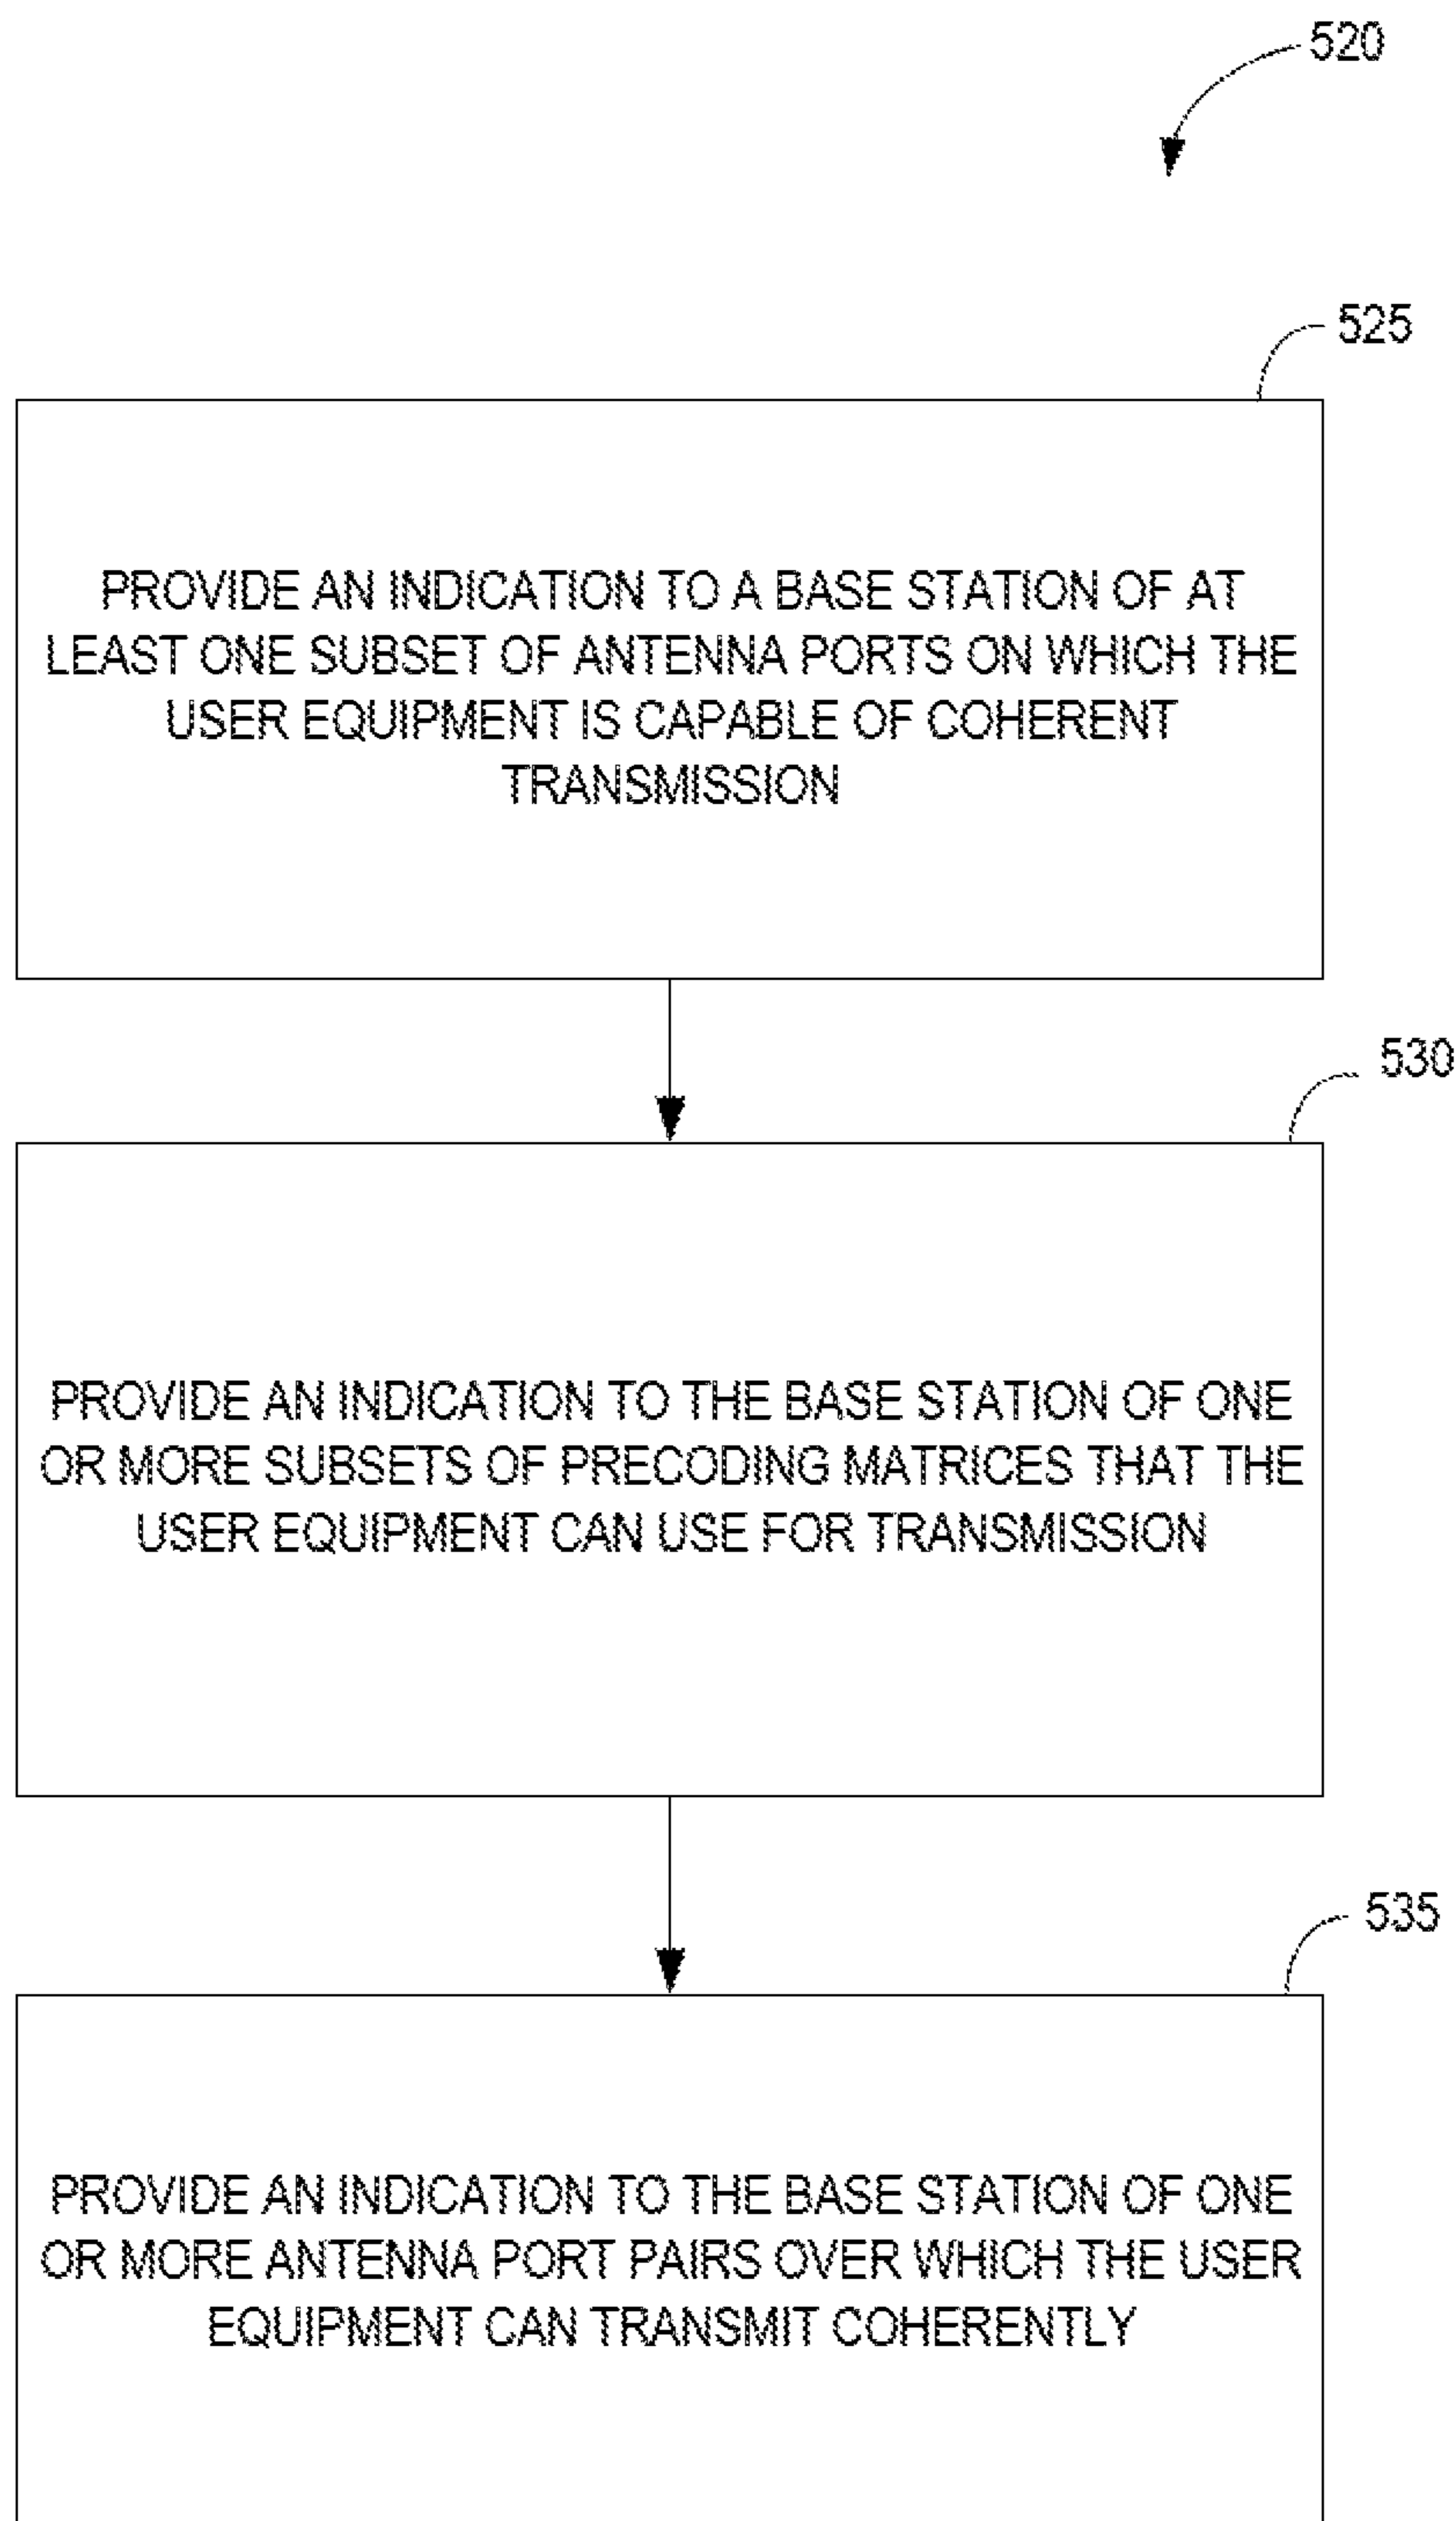 520
525
PROVIDE AN INDICATION TO A BASE STATION OF AT
LEAST ONE SUBSET OF ANTENNA PORTS ON WHICH THE
USER EQUIPMENT IS CAPABLE OF COHERENT
TRANSMISSION
530
PROVIDE AN INDICATION TO THE BASE STATION OF ONE
OR MORE SUBSETS OF PRECODING MATRICES THAT THE
USER EQUIPMENT CAN USE FOR TRANSMISSION
535
PROVIDE AN INDICATION TO THE BASE STATION OF ONE
OR MORE ANTENNA PORT PAIRS OVER WHICH THE USER
EQUIPMENT CAN TRANSMIT COHERENTLY